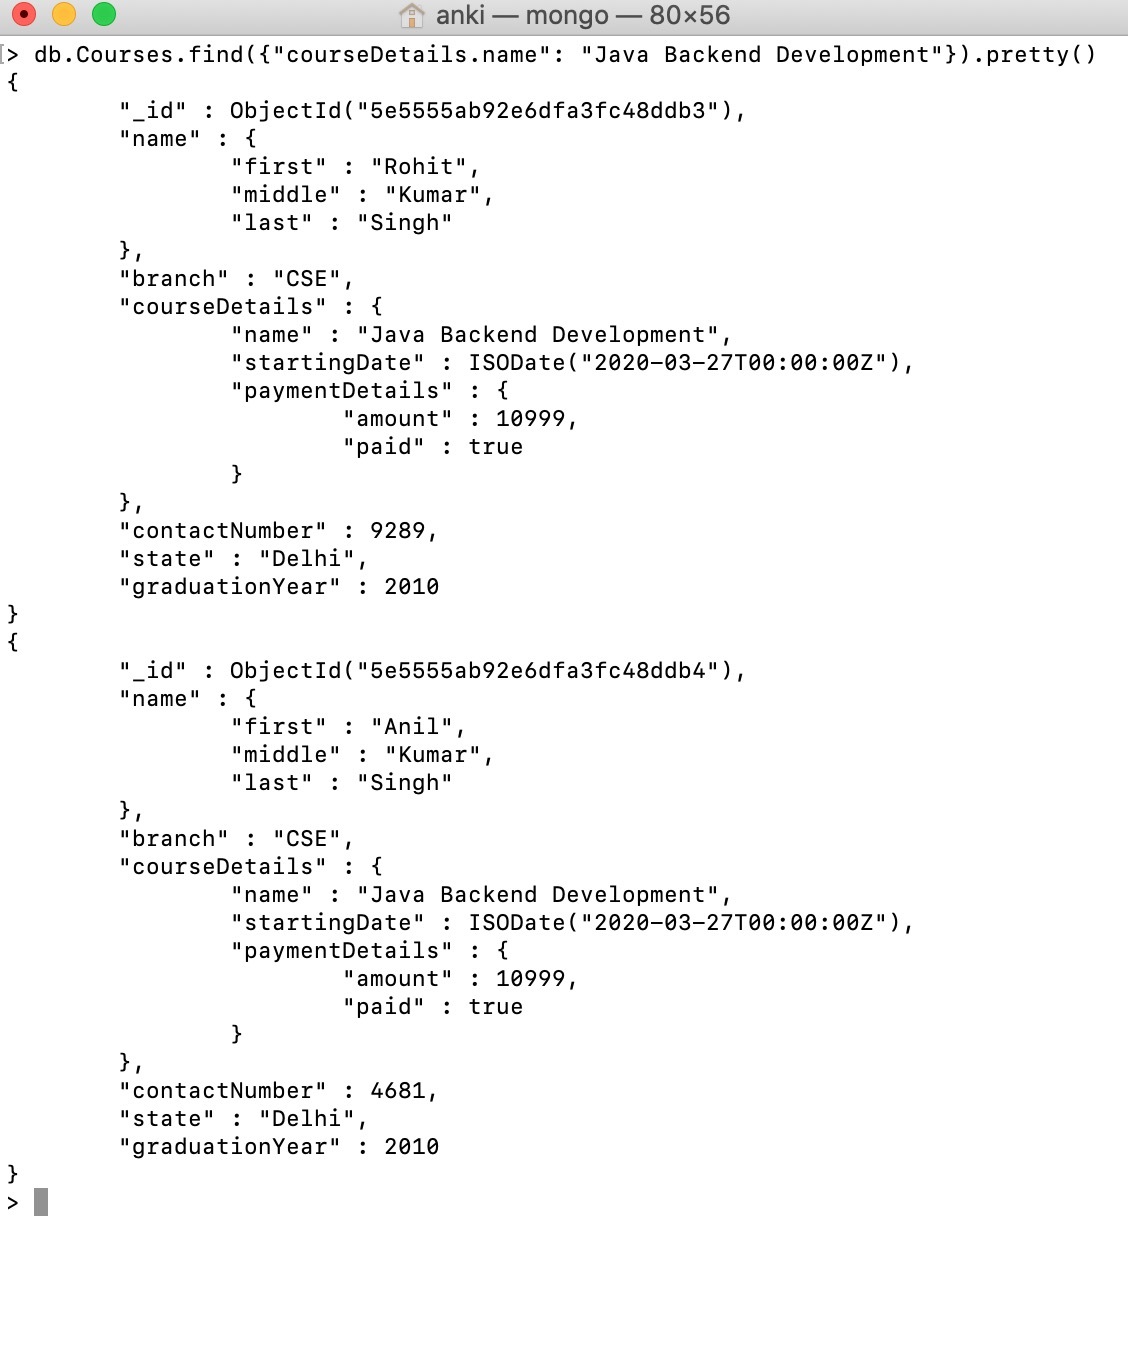 anki — mongo — 80×56
[> db.Courses.find({"courseDetails.name": "Java Backend Development"}).pretty()
{
        "_id" : ObjectId("5e5555ab92e6dfa3fc48ddb3"),
        "name" : {
                "first" : "Rohit",
                "middle" : "Kumar",
                "last" : "Singh"
        },
        "branch" : "CSE",
        "courseDetails" : {
                "name" : "Java Backend Development",
                "startingDate" : ISODate("2020-03-27T00:00:00Z"),
                "paymentDetails" : {
                        "amount" : 10999,
                        "paid" : true
                }
        },
        "contactNumber" : 9289,
        "state" : "Delhi",
        "graduationYear" : 2010
}
{
        "_id" : ObjectId("5e5555ab92e6dfa3fc48ddb4"),
        "name" : {
                "first" : "Anil",
                "middle" : "Kumar",
                "last" : "Singh"
        },
        "branch" : "CSE",
        "courseDetails" : {
                "name" : "Java Backend Development",
                "startingDate" : ISODate("2020-03-27T00:00:00Z"),
                "paymentDetails" : {
                        "amount" : 10999,
                        "paid" : true
                }
        },
        "contactNumber" : 4681,
        "state" : "Delhi",
        "graduationYear" : 2010
}
>